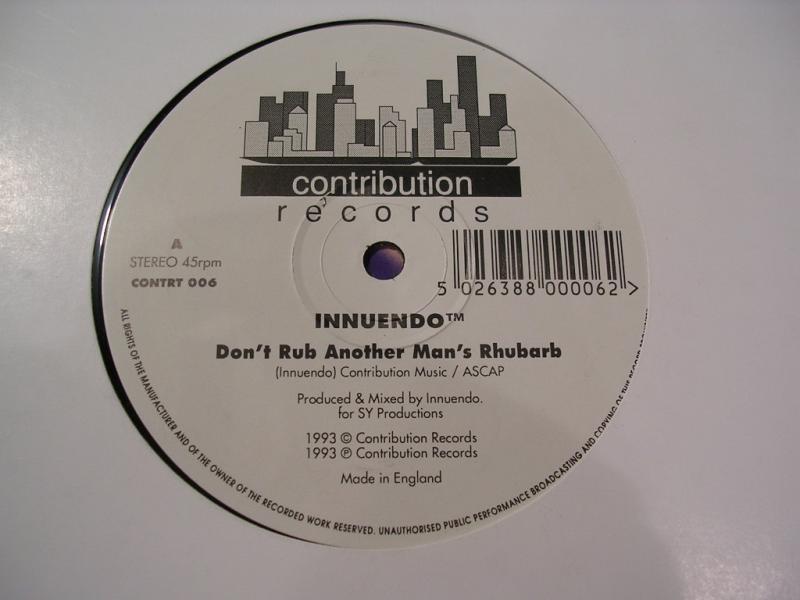 contribution
records
A
STEREO 45rpm
CONTRT 006
5 026388 000062 >
INNUENDO™
Don't Rub Another Man's Rhubarb
(Innuendo) Contribution Music / ASCAP
Produced & Mixed by Innuendo.
for SY Productions
1993 © Contribution Records
1993 ℗ Contribution Records
Made in England
ALL RIGHTS OF THE MANUFACTURER AND OF THE OWNER OF THE RECORDED WORK RESERVED. UNAUTHORISED PUBLIC PERFORMANCE BROADCASTING AND COPYING OF THIS RECORD